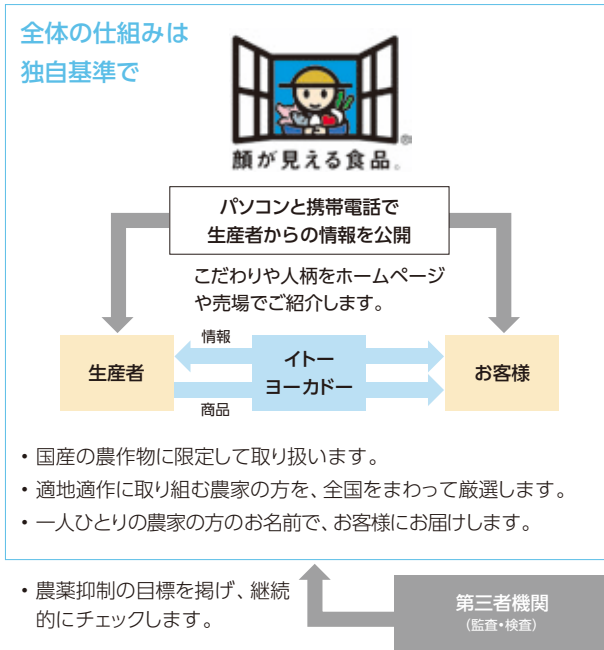 全体の仕組みは
独自基準で
顔が見える食品。®
パソコンと携帯電話で
生産者からの情報を公開
こだわりや人柄をホームページ
や売場でご紹介します。
情報
生産者
イトー
ヨーカドー
お客様
商品
・国産の農作物に限定して取り扱います。
・適地適作に取り組む農家の方を、全国をまわって厳選します。
・一人ひとりの農家の方のお名前で、お客様にお届けします。
・農薬抑制の目標を掲げ、継続
的にチェックします。
第三者機関
（監査・検査）